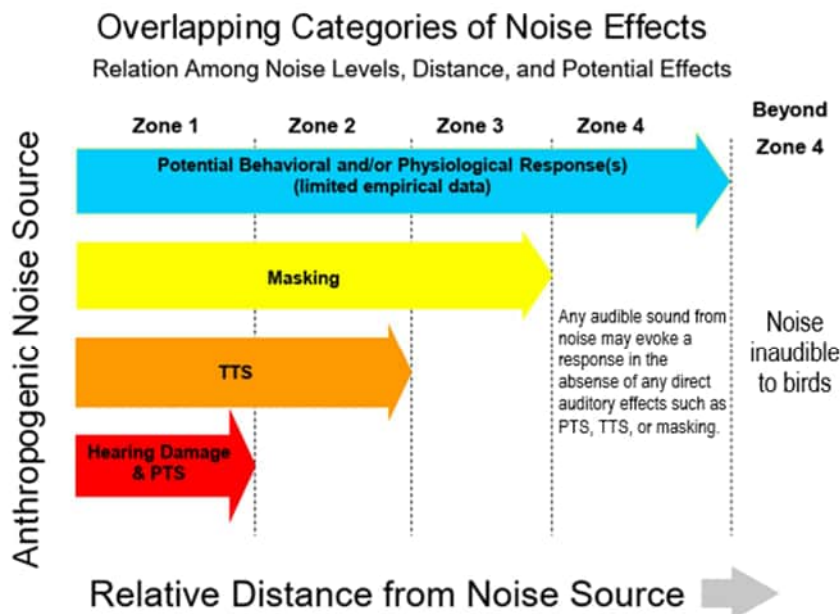 Overlapping Categories of Noise Effects
Relation Among Noise Levels, Distance, and Potential Effects
Zone 1 Zone 2 Zone 3 Zone 4 Beyond
Zone 4
Potential Behavioral and/or Physiological Response(s)
(limited empirical data)
Masking
TTS
Hearing Damage
& PTS
Any audible sound from
noise may evoke a
response in the
absence of any direct
auditory effects such as
PTS, TTS, or masking.
Noise
inaudible
to birds
Anthropogenic Noise Source
Relative Distance from Noise Source